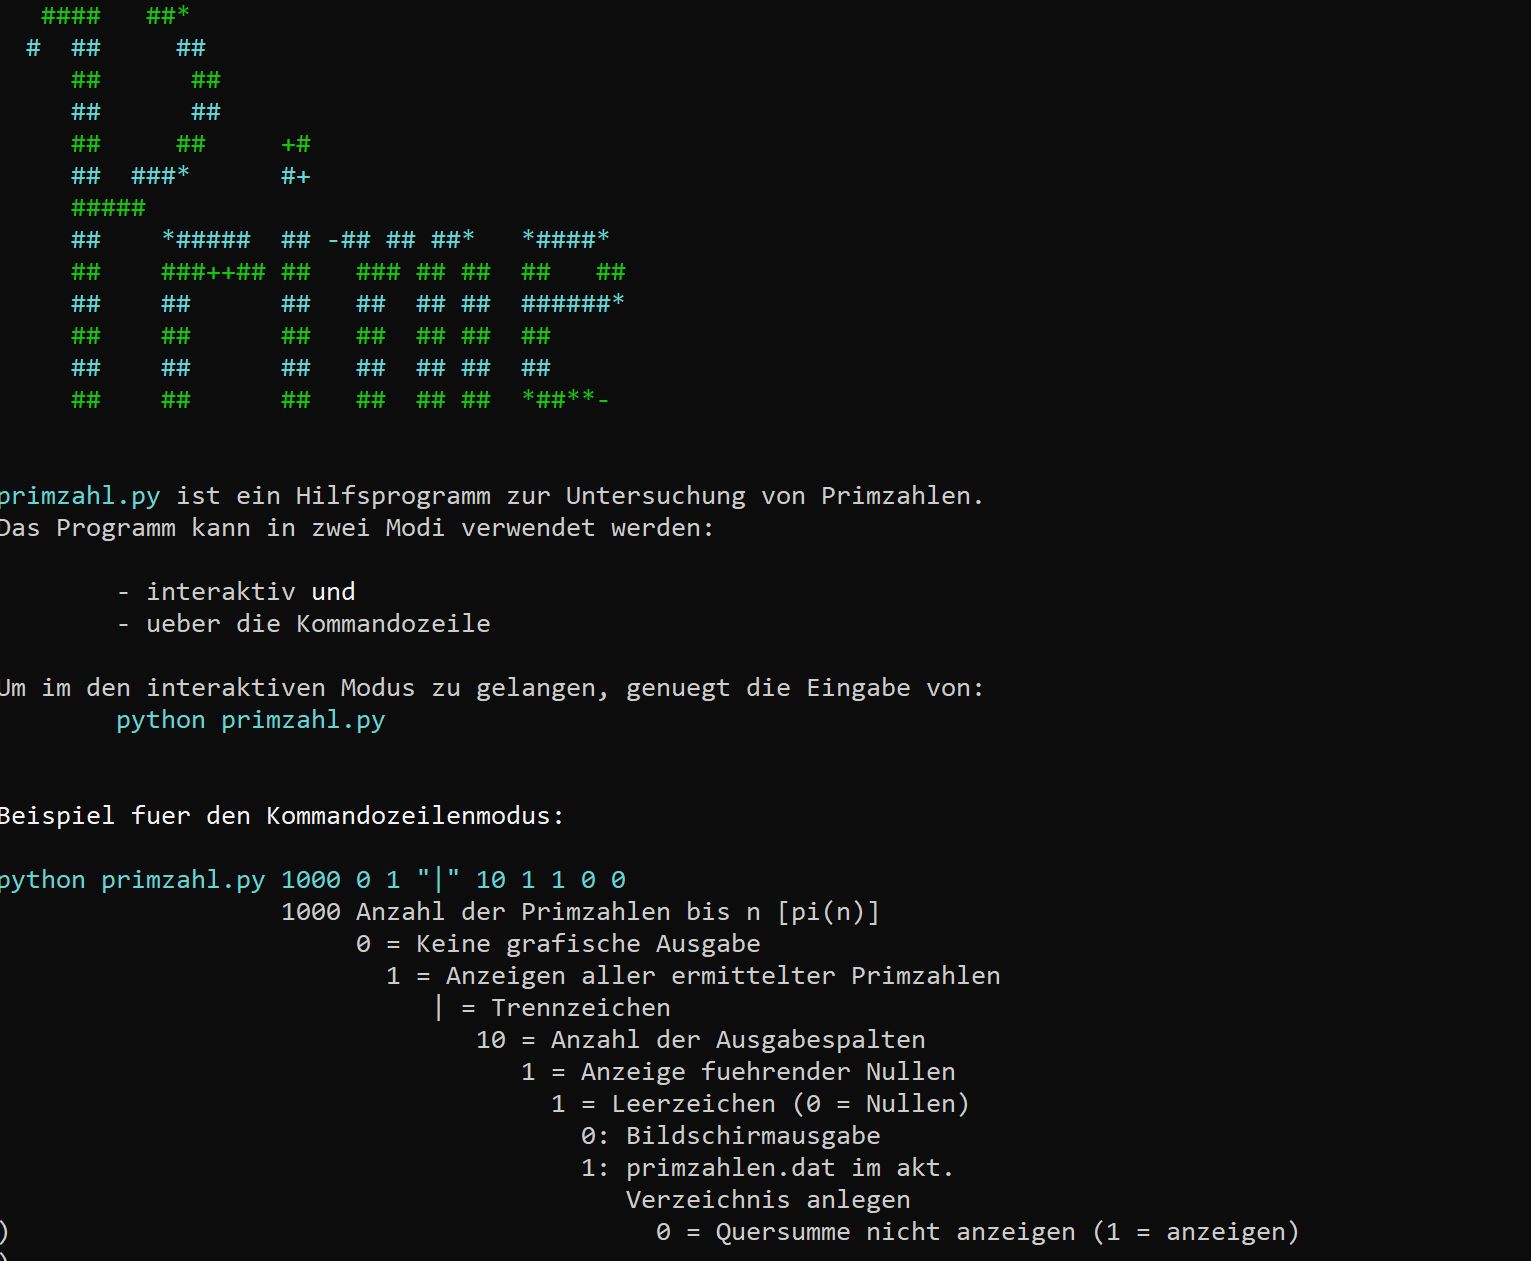 ####   ##*
  #  ##     ##
     ##      ##
     ##      ##
     ##     ##     +#
     ##  ###*      #+
     #####
     ##    *#####  ## -## ## ##*   *####*
     ##    ###++## ##   ### ## ##  ##   ##
     ##    ##      ##   ##  ## ##  ######*
     ##    ##      ##   ##  ## ##  ##
     ##    ##      ##   ##  ## ##  ##
     ##    ##      ##   ##  ## ##  *##**-
primzahl.py ist ein Hilfsprogramm zur Untersuchung von Primzahlen.
Das Programm kann in zwei Modi verwendet werden:
- interaktiv und
- ueber die Kommandozeile
Um im den interaktiven Modus zu gelangen, genuegt die Eingabe von:
python primzahl.py
Beispiel fuer den Kommandozeilenmodus:
python primzahl.py 1000 0 1 "|" 10 1 1 0 0
1000 Anzahl der Primzahlen bis n [pi(n)]
0 = Keine grafische Ausgabe
1 = Anzeigen aller ermittelter Primzahlen
| = Trennzeichen
10 = Anzahl der Ausgabespalten
1 = Anzeige fuehrender Nullen
1 = Leerzeichen (0 = Nullen)
0: Bildschirmausgabe
1: primzahlen.dat im akt.
Verzeichnis anlegen
) 0 = Quersumme nicht anzeigen (1 = anzeigen)